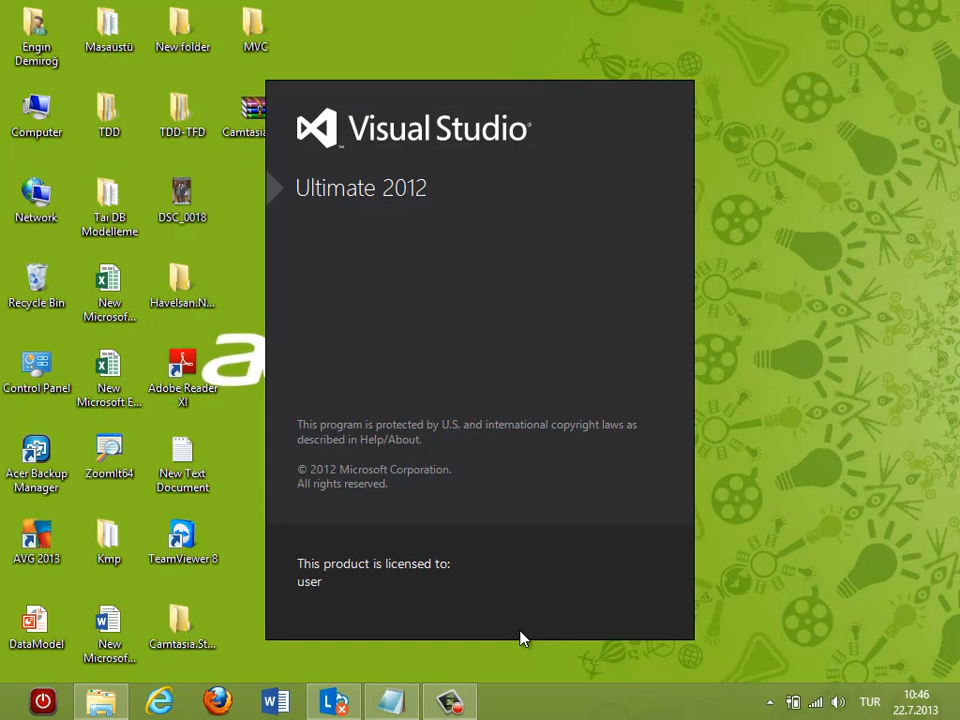 Engin
Demiroğ
Masaüstü
New folder
MVC
Computer
TDD
TDD-TFD
Camtasia
Network
Tai DB
Modelleme
DSC_0018
Recycle Bin
New
Microsof...
Havelsan.N...
Control Panel
New
Microsoft E...
Adobe Reader
XI
Acer Backup
Manager
ZoomIt64
New Text
Document
AVG 2013
Kmp
TeamViewer 8
DataModel
New
Microsof...
Camtasia.St...
Visual Studio
Ultimate 2012
This program is protected by U.S. and international copyright laws as
described in Help/About.
© 2012 Microsoft Corporation.
All rights reserved.
This product is licensed to:
user
TUR
10:46
22.7.2013